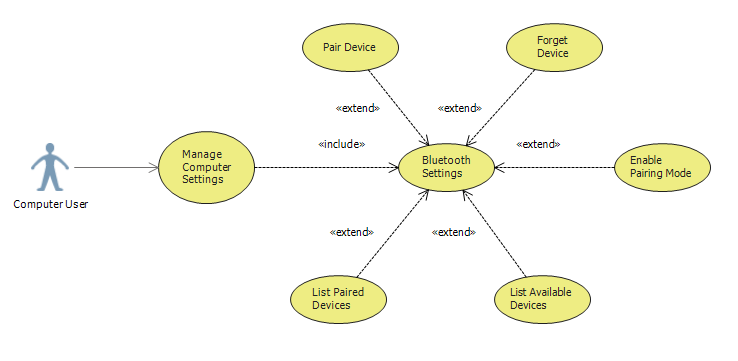 Pair Device
Forget
Device
«extend»
«extend»
«include»
«extend»
Manage
Computer
Settings
Bluetooth
Settings
Enable
Pairing Mode
Computer User
«extend»
«extend»
List Paired
Devices
List Available
Devices